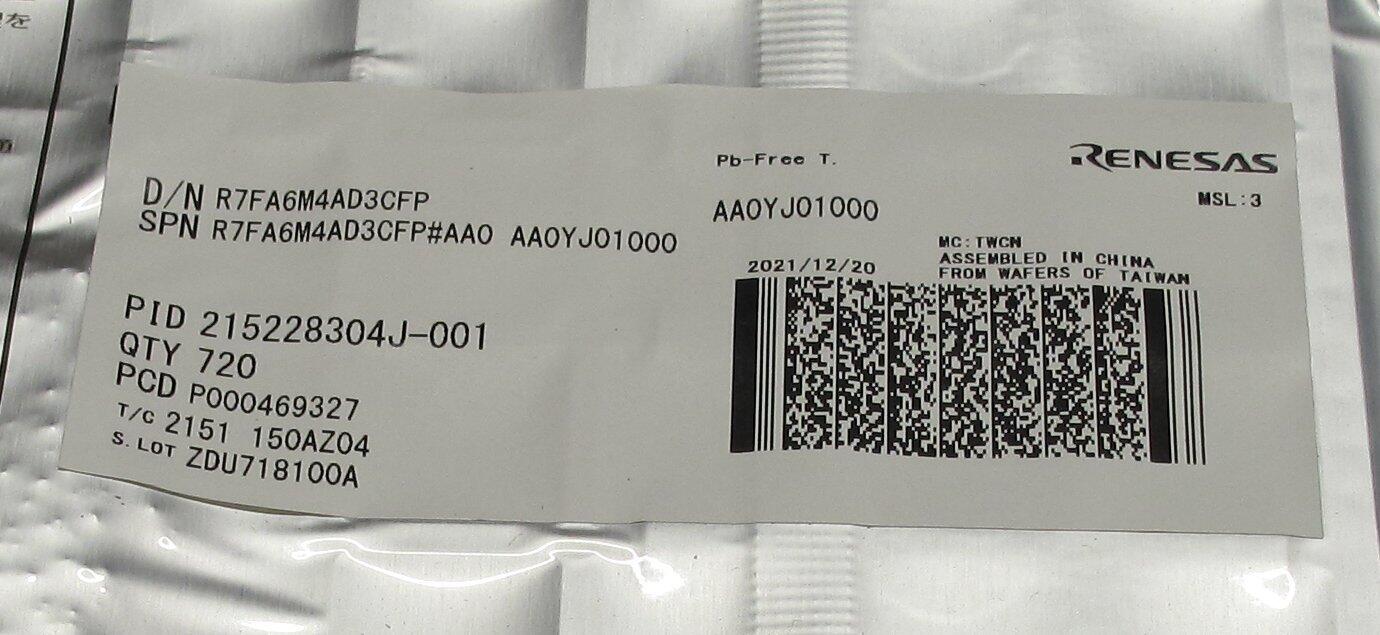 を
D/N R7FA6M4AD3CFP
SPN R7FA6M4AD3CFP#AA0 AA0YJ01000
PID 215228304J-001
QTY 720
PCD P000469327
T/C 2151 150AZ04
S. LOT ZDU718100A
Pb-Free T.
AA0YJ01000
RENESAS
MSL:3
MC:TWCN
ASSEMBLED IN CHINA
FROM WAFERS OF TAIWAN
2021/12/20